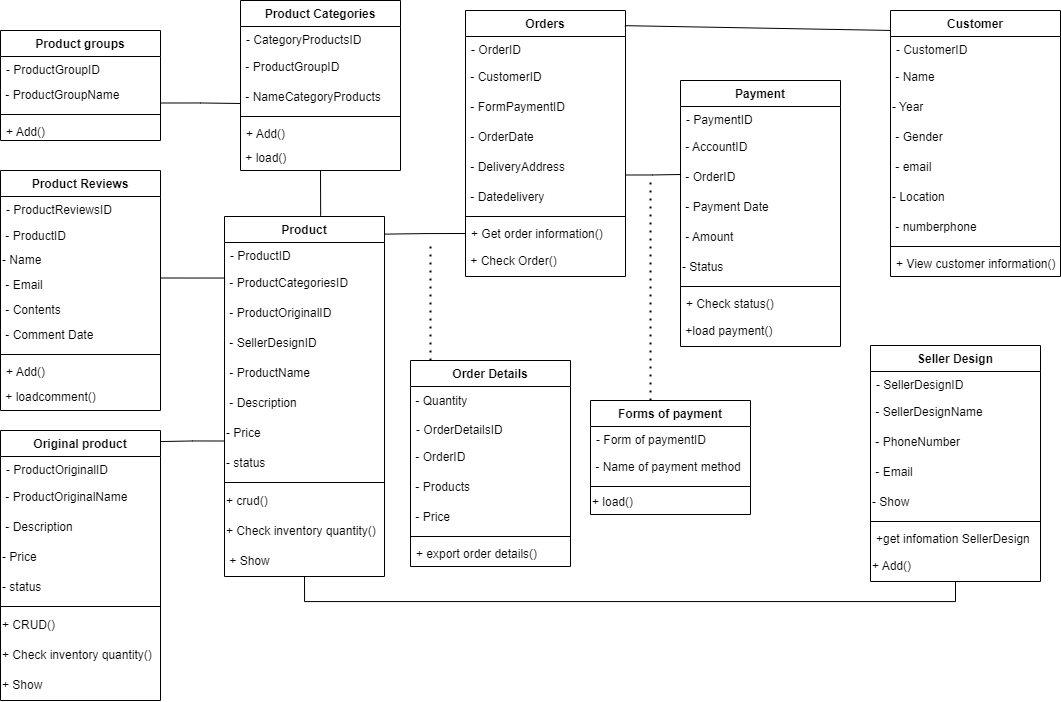 Product groups
- ProductGroupID
- ProductGroupName
+ Add()
Product Categories
- CategoryProductsID
- ProductGroupID
- NameCategoryProducts
+ Add()
+ load()
Orders
- OrderID
- CustomerID
- FormPaymentID
- OrderDate
- DeliveryAddress
- Datedelivery
+ Get order information()
+ Check Order()
Customer
- CustomerID
- Name
- Year
- Gender
- email
- Location
- numberphone
+ View customer information()
Payment
- PaymentID
- AccountID
- OrderID
- Payment Date
- Amount
- Status
+ Check status()
+load payment()
Product Reviews
- ProductReviewsID
- ProductID
- Name
- Email
- Contents
- Comment Date
+ Add()
+ loadcomment()
Product
- ProductID
- ProductCategoriesID
- ProductOriginalID
- SellerDesignID
- ProductName
- Description
- Price
- status
+ crud()
+ Check inventory quantity()
+ Show
Order Details
- Quantity
- OrderDetailsID
- OrderID
- Products
- Price
+ export order details()
Forms of payment
- Form of paymentID
- Name of payment method
+ load()
Seller Design
- SellerDesignID
- SellerDesignName
- PhoneNumber
- Email
- Show
+get infomation SellerDesign
+ Add()
Original product
- ProductOriginalID
- ProductOriginalName
- Description
- Price
- status
+ CRUD()
+ Check inventory quantity()
+ Show